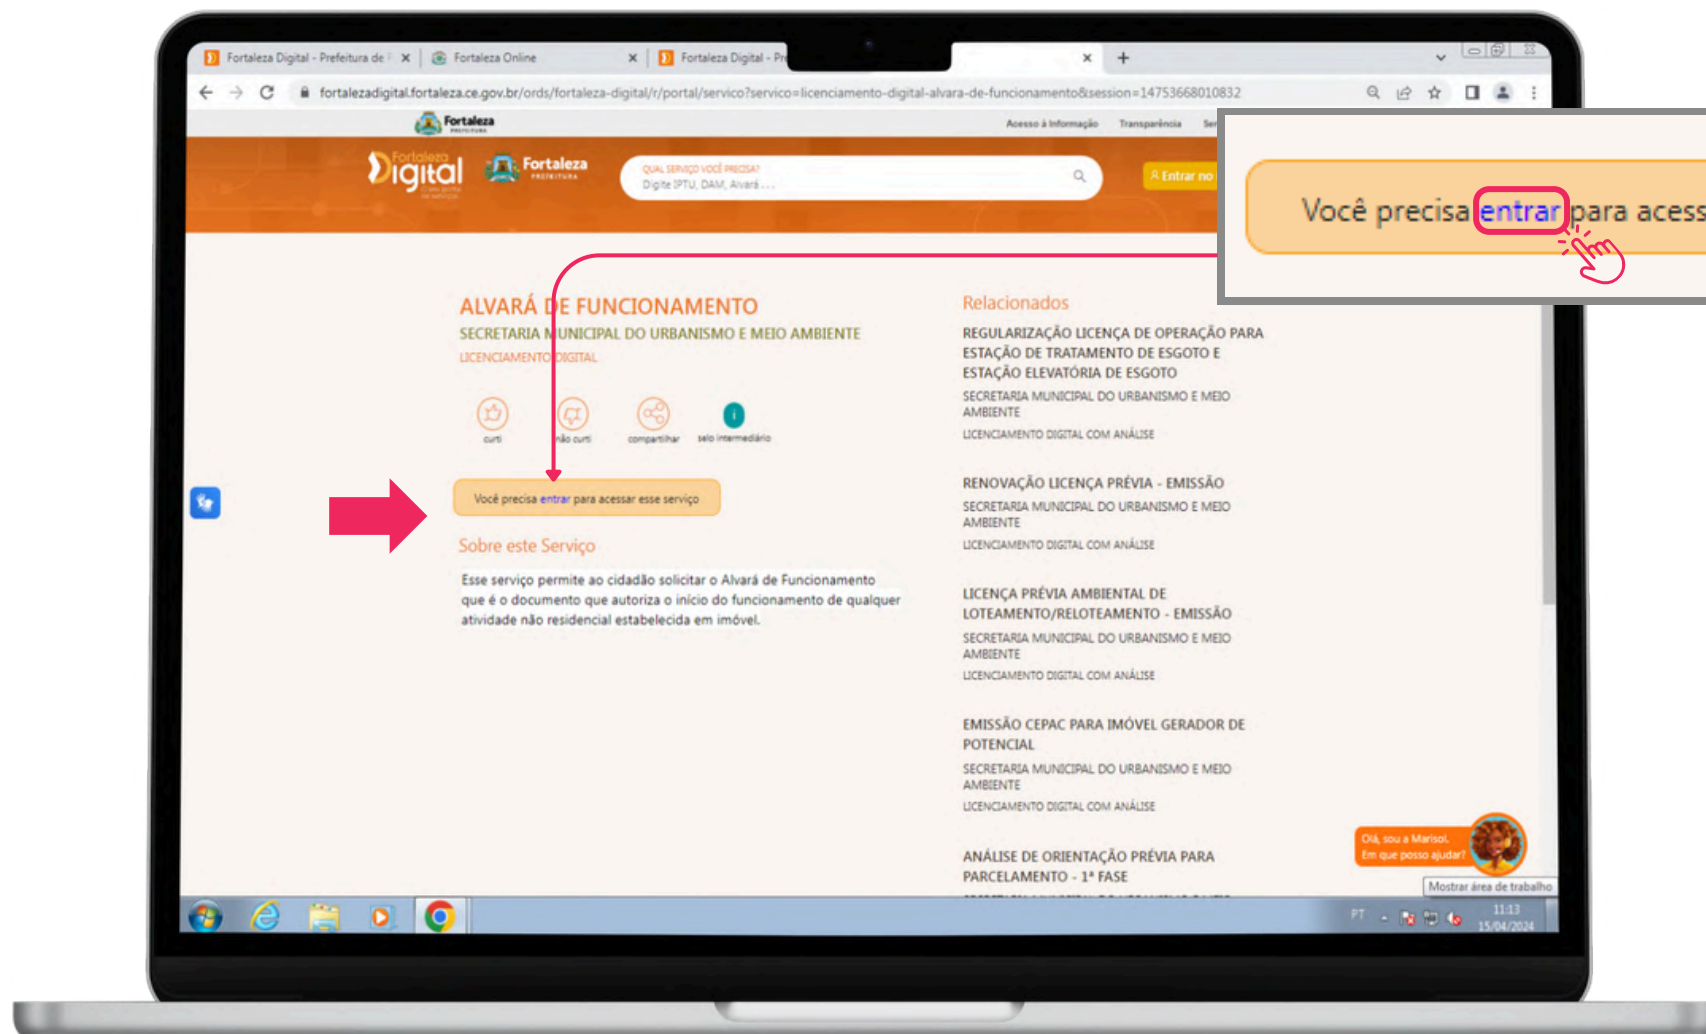 Fortaleza Digital - Prefeitura de F
Fortaleza Online
Fortaleza Digital - Pre
fortalezadigital.fortaleza.ce.gov.br/ords/fortaleza-digital/r/portal/servico?servico=licenciamento-digital-alvara-de-funcionamento&session=14753668010832
Fortaleza
PREFEITURA
Acesso à Informação
Transparência
Ser
Fortaleza
Digital
Fortaleza
PREFEITURA
QUAL SERVIÇO VOCÊ PRECISA?
Digite IPTU, DAM, Alvará . . .
Entrar no
Você precisa entrar para acess
ALVARÁ DE FUNCIONAMENTO
SECRETARIA MUNICIPAL DO URBANISMO E MEIO AMBIENTE
LICENCIAMENTO DIGITAL
curti
não curti
compartilhar
i
selo intermediário
Você precisa entrar para acessar esse serviço
Sobre este Serviço
Esse serviço permite ao cidadão solicitar o Alvará de Funcionamento
que é o documento que autoriza o início do funcionamento de qualquer
atividade não residencial estabelecida em imóvel.
Relacionados
REGULARIZAÇÃO LICENÇA DE OPERAÇÃO PARA
ESTAÇÃO DE TRATAMENTO DE ESGOTO E
ESTAÇÃO ELEVATÓRIA DE ESGOTO
SECRETARIA MUNICIPAL DO URBANISMO E MEIO
AMBIENTE
LICENCIAMENTO DIGITAL COM ANÁLISE
RENOVAÇÃO LICENÇA PRÉVIA - EMISSÃO
SECRETARIA MUNICIPAL DO URBANISMO E MEIO
AMBIENTE
LICENCIAMENTO DIGITAL COM ANÁLISE
LICENÇA PRÉVIA AMBIENTAL DE
LOTEAMENTO/RELOTEAMENTO - EMISSÃO
SECRETARIA MUNICIPAL DO URBANISMO E MEIO
AMBIENTE
LICENCIAMENTO DIGITAL COM ANÁLISE
EMISSÃO CEPAC PARA IMÓVEL GERADOR DE
POTENCIAL
SECRETARIA MUNICIPAL DO URBANISMO E MEIO
AMBIENTE
LICENCIAMENTO DIGITAL COM ANÁLISE
ANÁLISE DE ORIENTAÇÃO PRÉVIA PARA
PARCELAMENTO - 1ª FASE
Olá, sou a Marisol.
Em que posso ajudar?
Mostrar área de trabalho
PT
11:13
15/04/2024